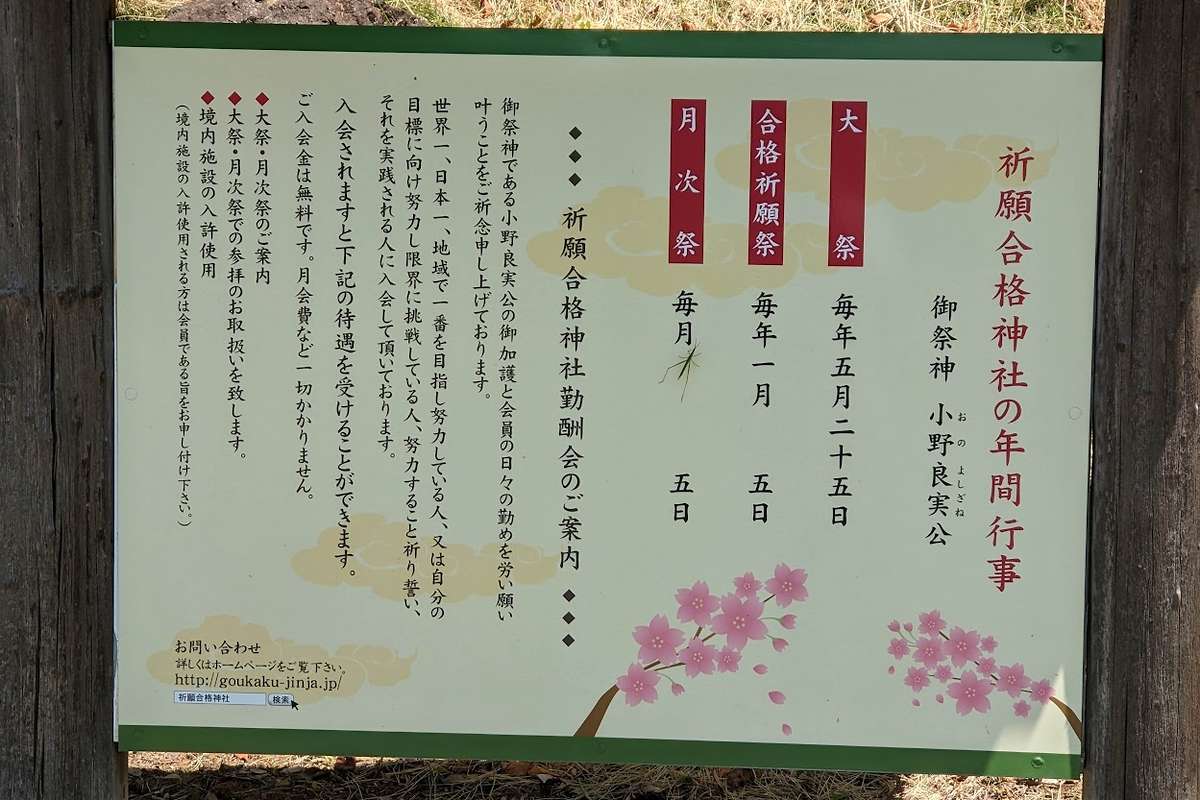 祈願合格神社の年間行事
御祭神 小野良実公
おの よしざね
大祭 毎年五月二十五日
合格祈願祭 毎年一月 五日
月次祭 毎月 五日
◆◆◆ 祈願合格神社勤酬会のご案内 ◆◆◆
御祭神である小野良実公の御加護と会員の日々の勤めを労い願い
叶うことをご祈念申し上げております。
世界一、日本一、地域で一番を目指し努力している人、又は自分の
目標に向け努力し限界に挑戦している人、努力すること祈り誓い、
それを実践される人に入会して頂いております。
入会されますと下記の待遇を受けることができます。
ご入会金は無料です。月会費など一切かかりません。
◆大祭・月次祭のご案内
◆大祭・月次祭での参拝のお取扱いを致します。
◆境内施設の入許使用
(境内施設の入許使用される方は会員である旨をお申し付け下さい。)
お問い合わせ
詳しくはホームページをご覧下さい。
http://goukaku-jinja.jp/
祈願合格神社 検索